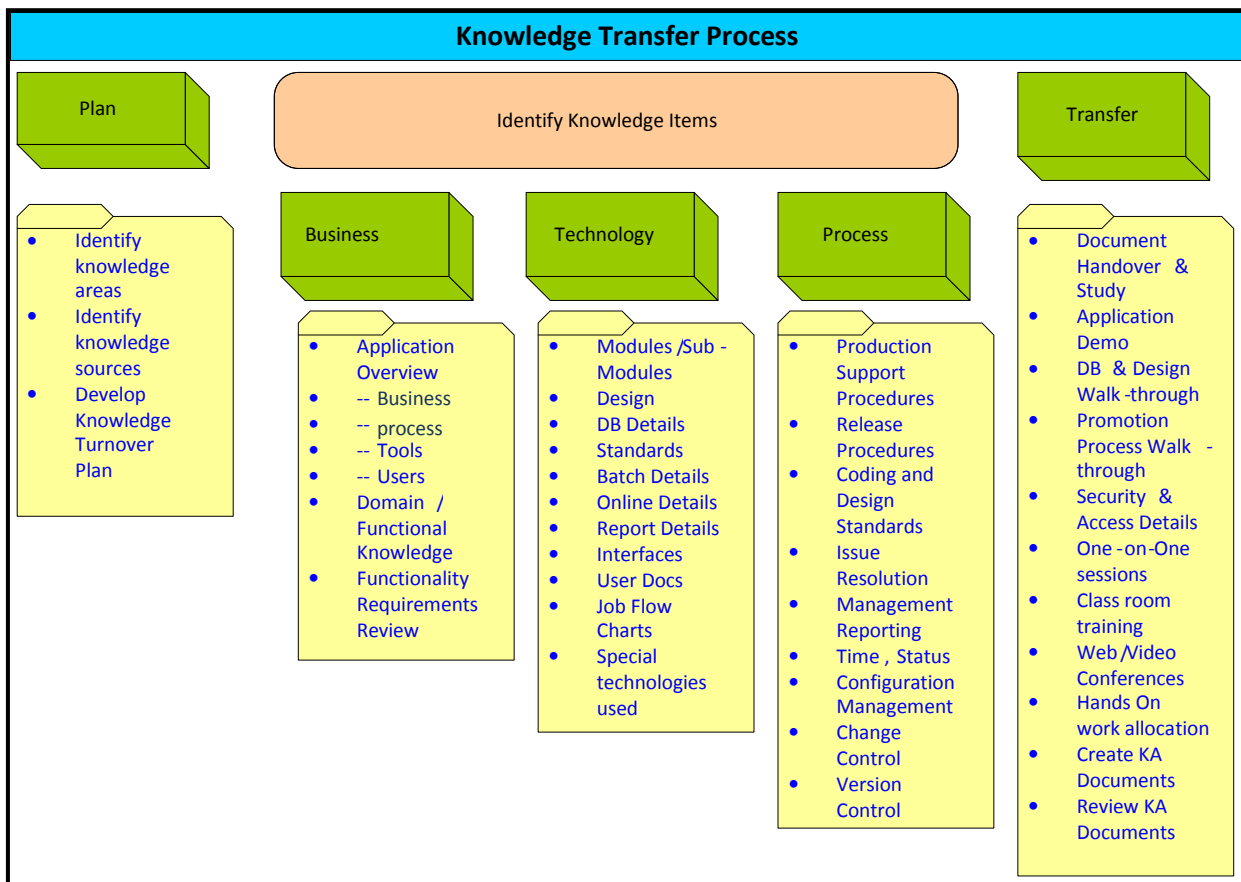 Knowledge Transfer Process
Plan
Identify Knowledge Items
Transfer
Business
Technology
Process
• Identify
knowledge
areas
• Identify
knowledge
sources
• Develop
Knowledge
Turnover
Plan
• Application
Overview
• -- Business
• -- process
• -- Tools
• -- Users
• Domain /
Functional
Knowledge
• Functionality
Requirements
Review
• Modules /Sub -
Modules
• Design
• DB Details
• Standards
• Batch Details
• Online Details
• Report Details
• Interfaces
• User Docs
• Job Flow
Charts
• Special
technologies
used
• Production
Support
Procedures
• Release
Procedures
• Coding and
Design
Standards
• Issue
Resolution
• Management
Reporting
• Time , Status
• Configuration
Management
• Change
Control
• Version
Control
• Document
Handover & 
Study
• Application
Demo
• DB & Design
Walk -through
• Promotion
Process Walk -
through
• Security &
Access Details
• One -on-One
sessions
• Class room
training
• Web /Video
Conferences
• Hands On
work allocation
• Create KA
Documents
• Review KA
Documents